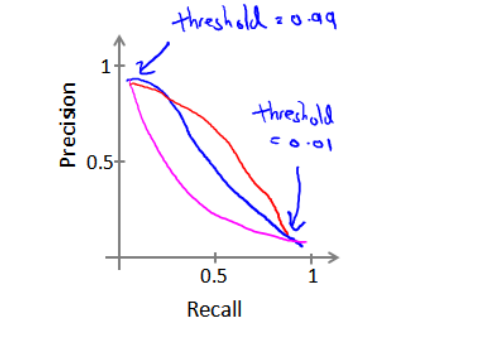 threshold = 0.99
1
Precision
threshold
= 0.01
0.5
0.5
1
Recall